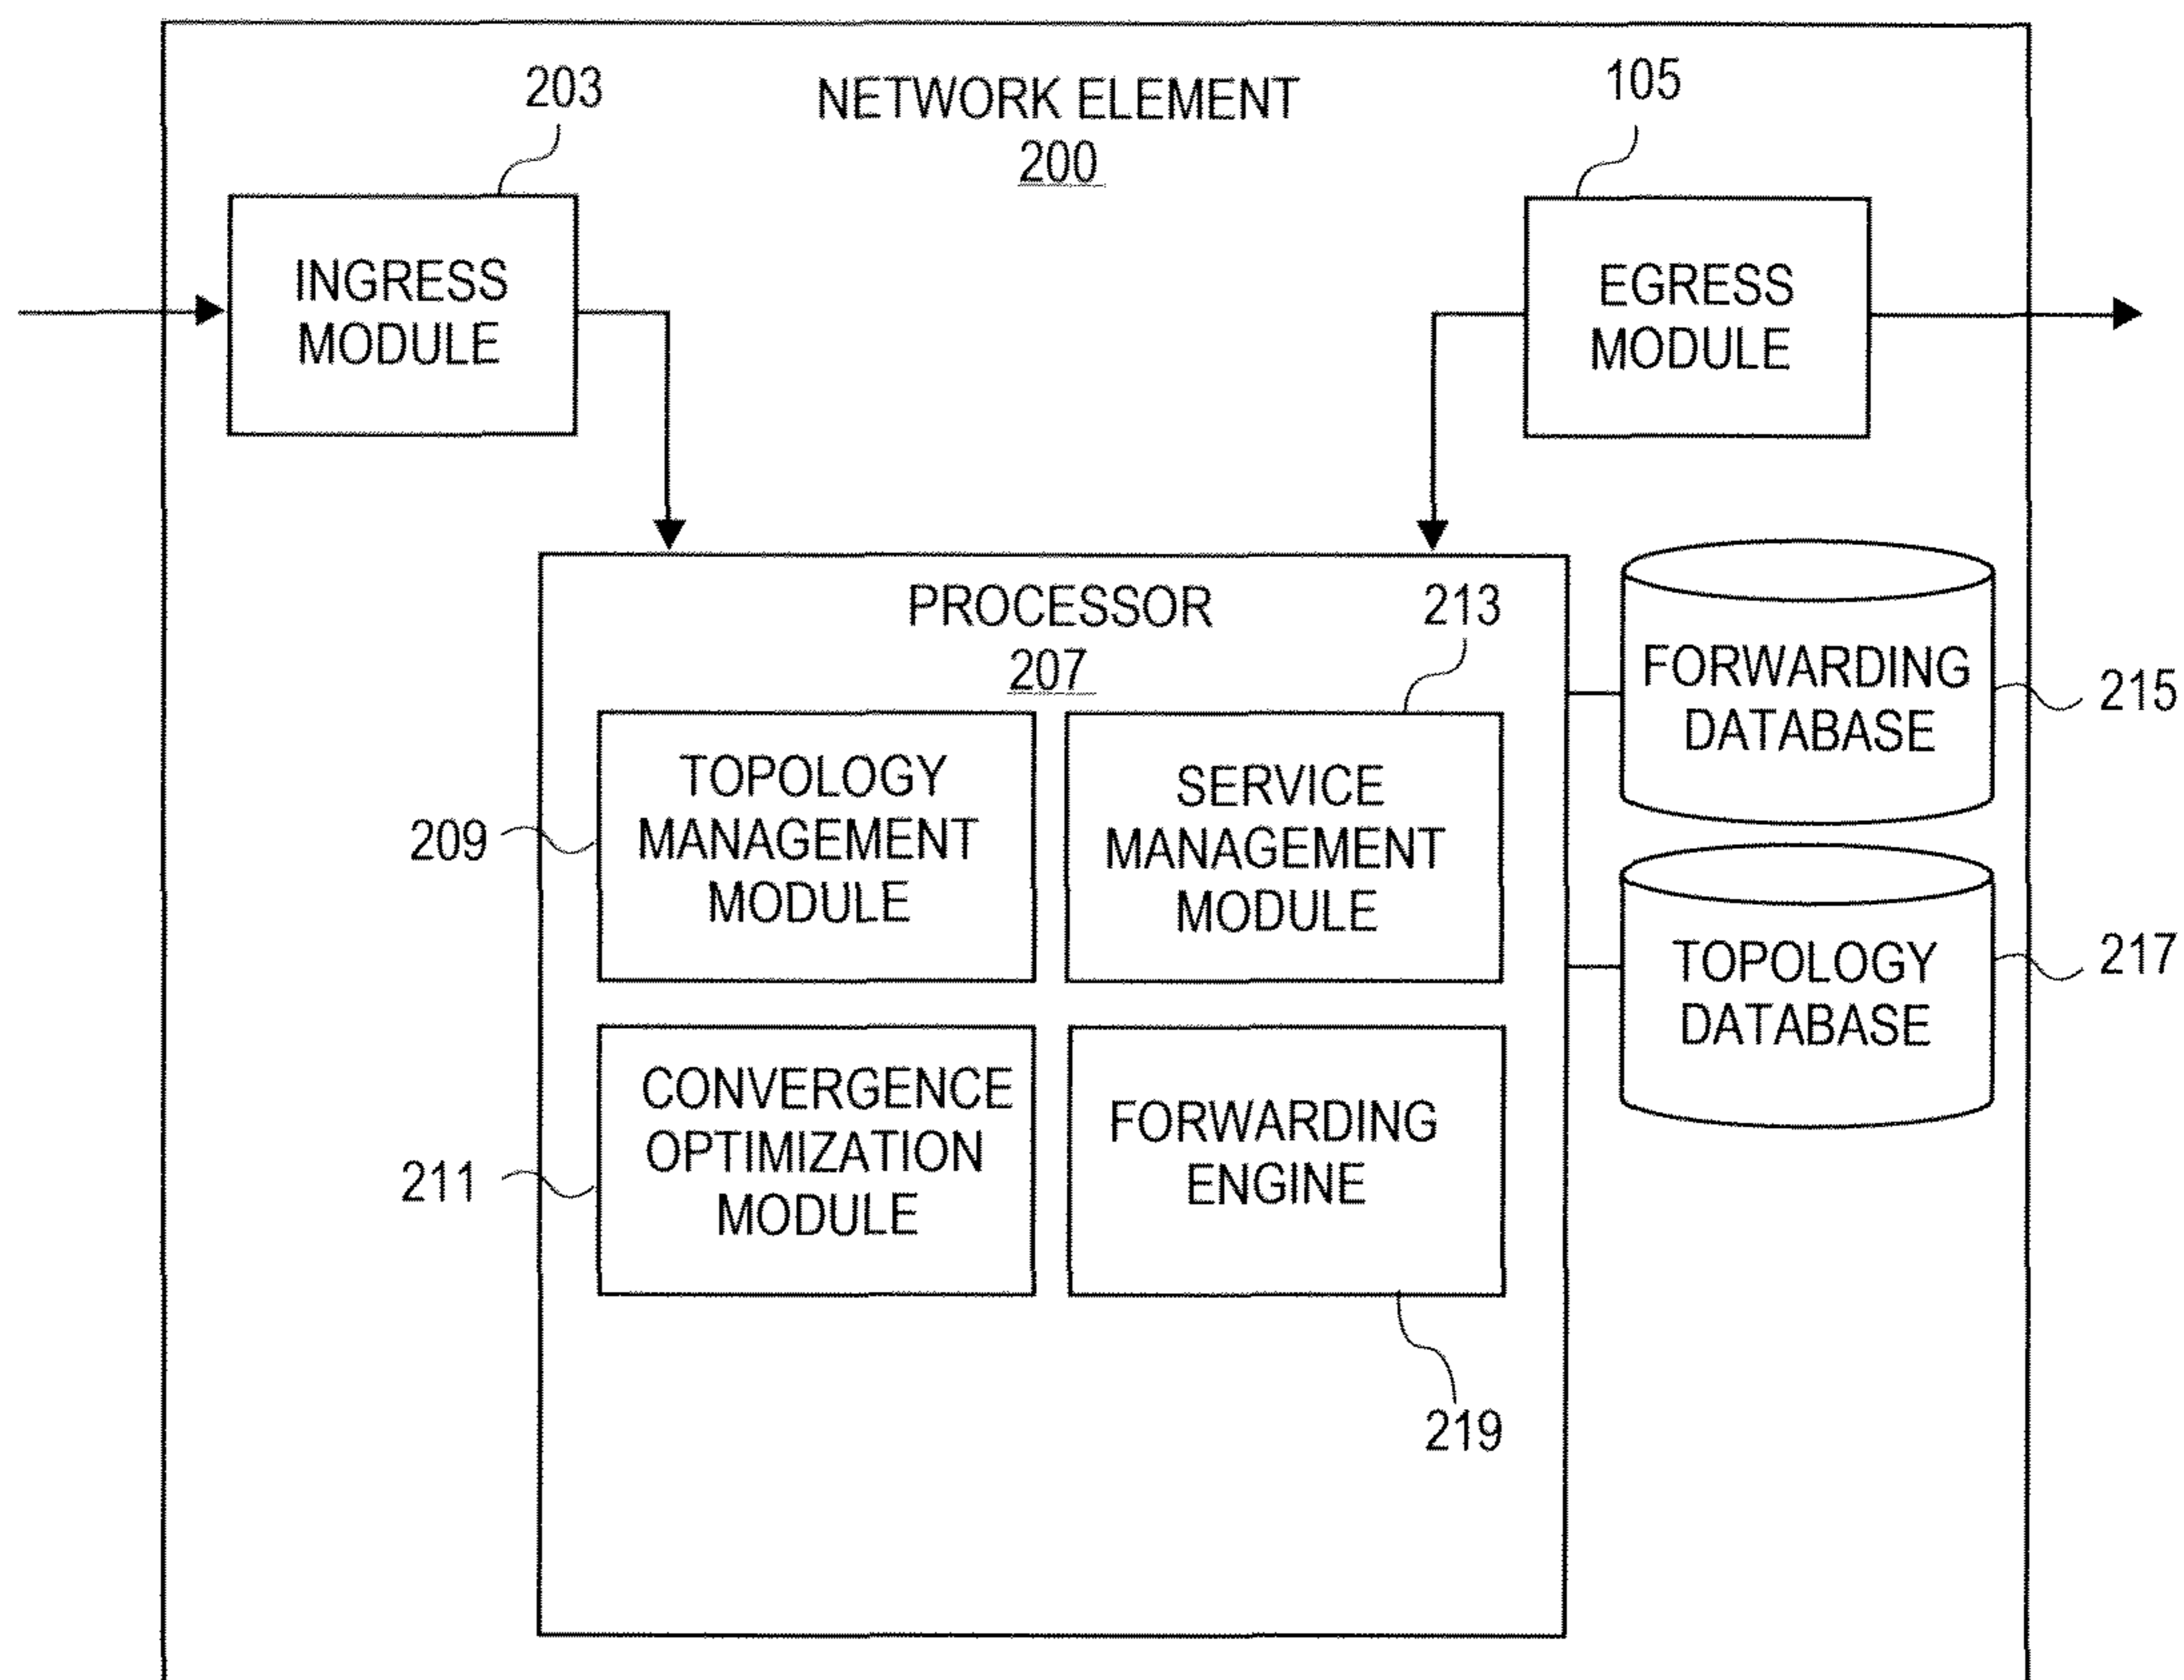 203
NETWORK ELEMENT
200
105
INGRESS
MODULE
EGRESS
MODULE
PROCESSOR
207
213
FORWARDING
DATABASE
215
TOPOLOGY
MANAGEMENT
MODULE
209
SERVICE
MANAGEMENT
MODULE
TOPOLOGY
DATABASE
217
CONVERGENCE
OPTIMIZATION
MODULE
211
FORWARDING
ENGINE
219